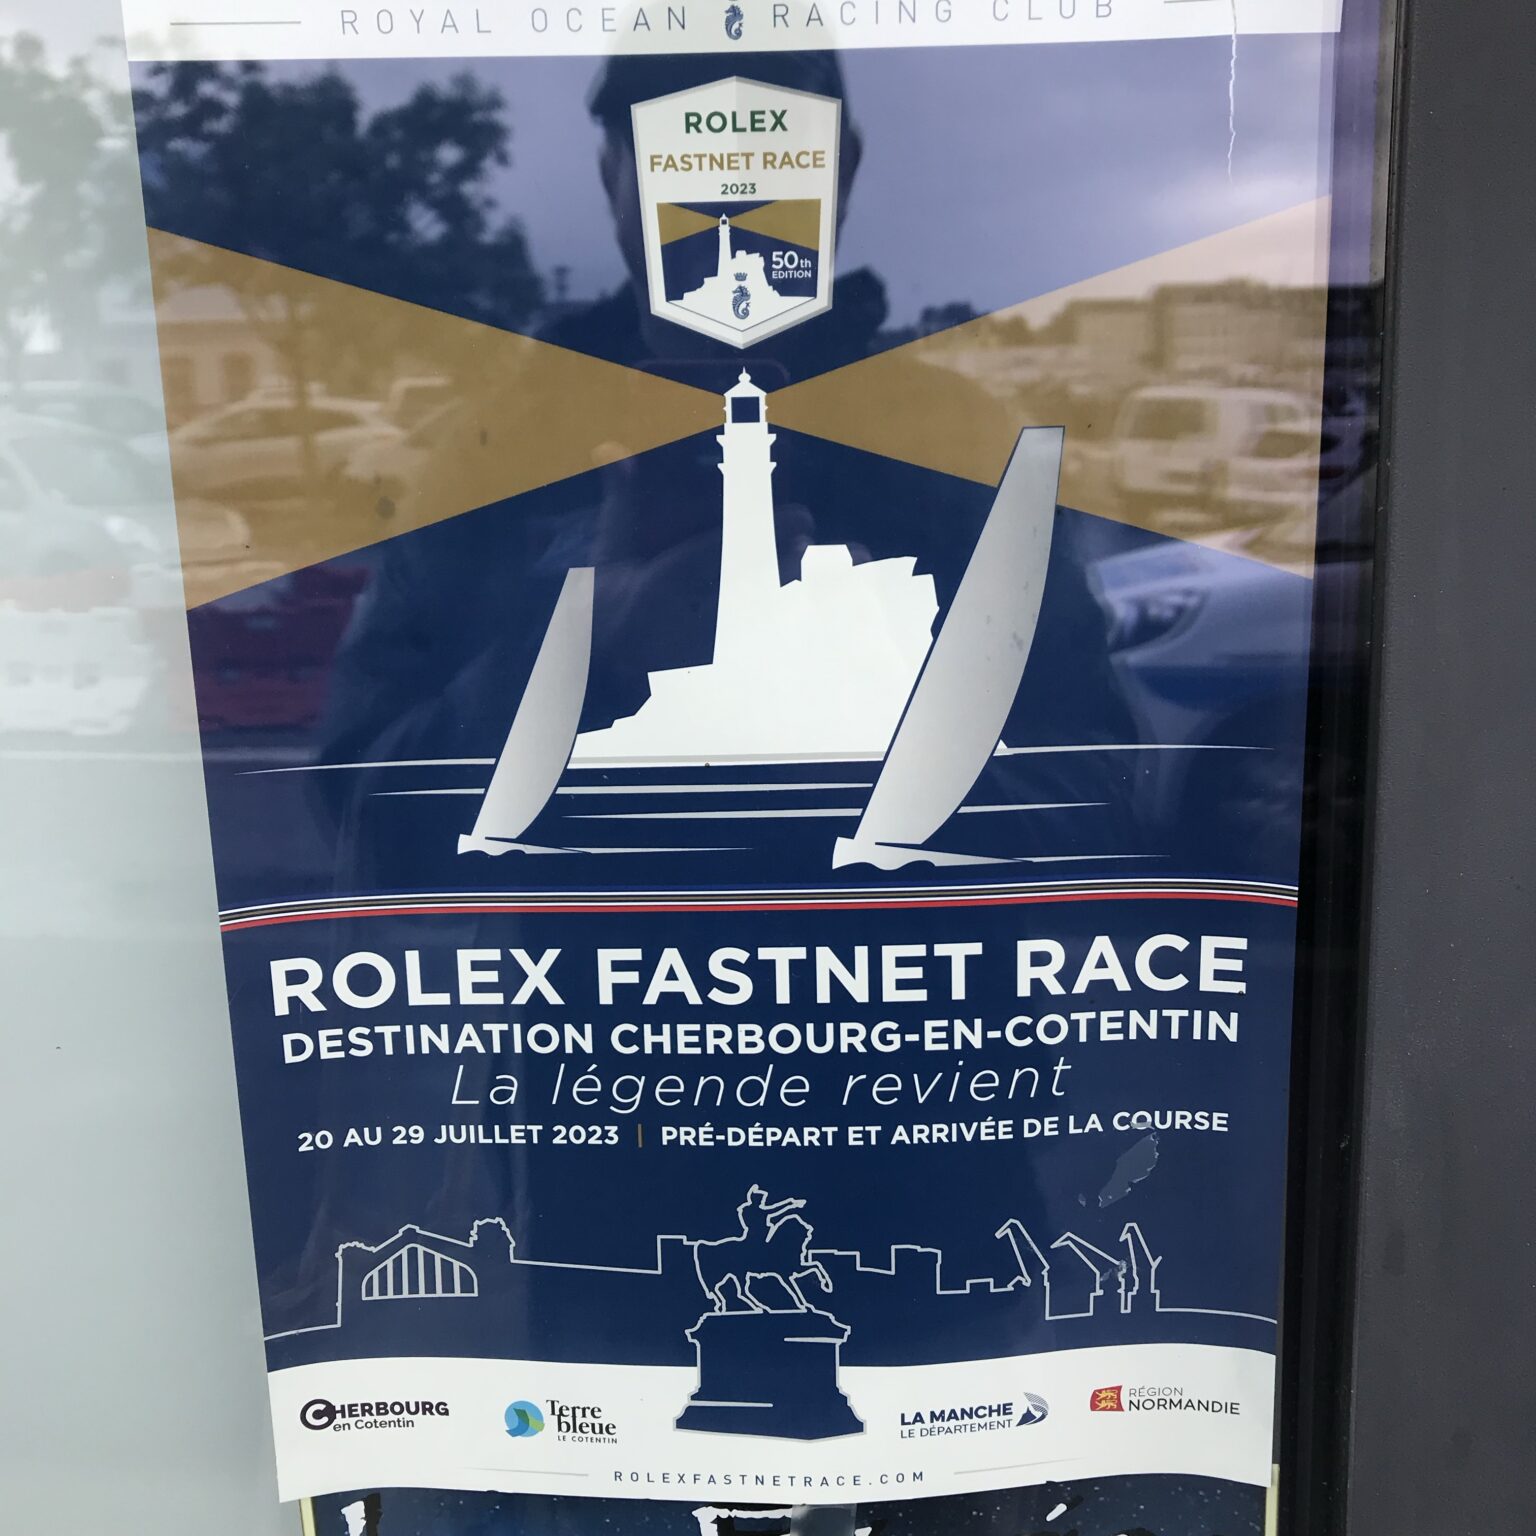 ROYAL OCEAN RACING CLUB
ROLEX
FASTNET RACE
2023
50th
EDITION
ROLEX FASTNET RACE
DESTINATION CHERBOURG-EN-COTENTIN
La légende revient
20 AU 29 JUILLET 2023 | PRÉ-DÉPART ET ARRIVÉE DE LA COURSE
CHERBOURG
en Cotentin
Terre
bleue
LE COTENTIN
LA MANCHE
LE DÉPARTEMENT
RÉGION
NORMANDIE
ROLEXFASTNETRACE.COM